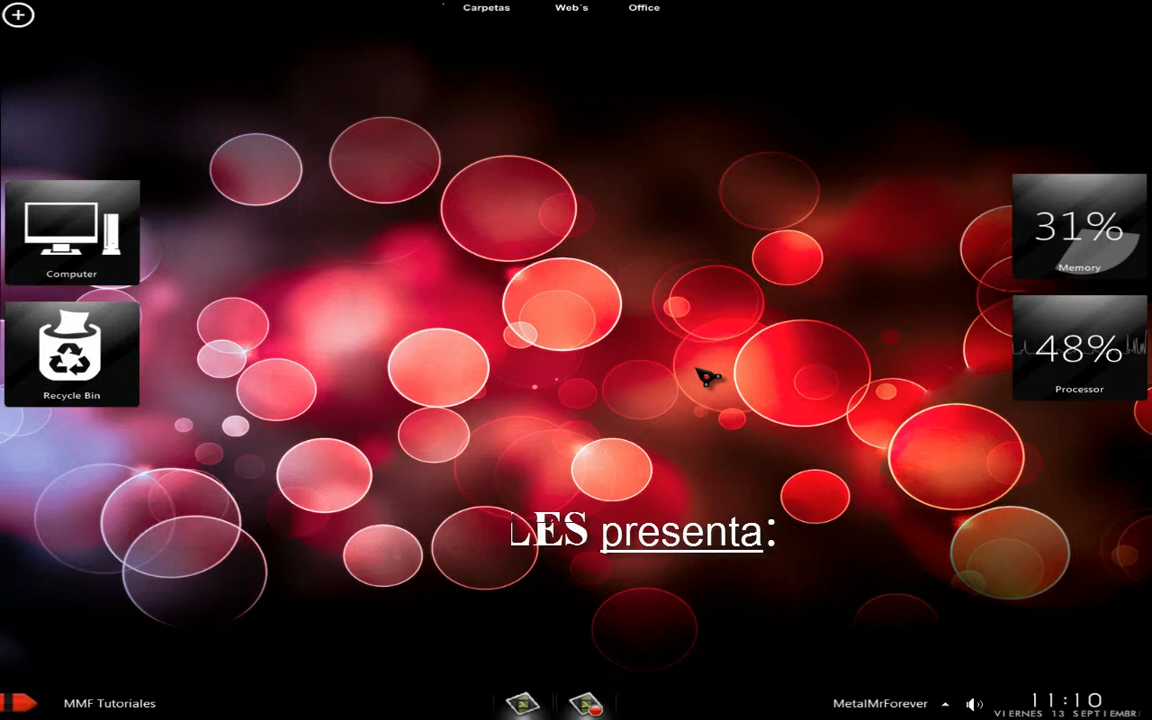 Carpetas Web´s Office
Computer
31%
Memory
Recycle Bin
48%
Processor
LES presenta:
MMF Tutoriales
MetalMrForever
11:10
VIERNES 13 SEPTIEMBR